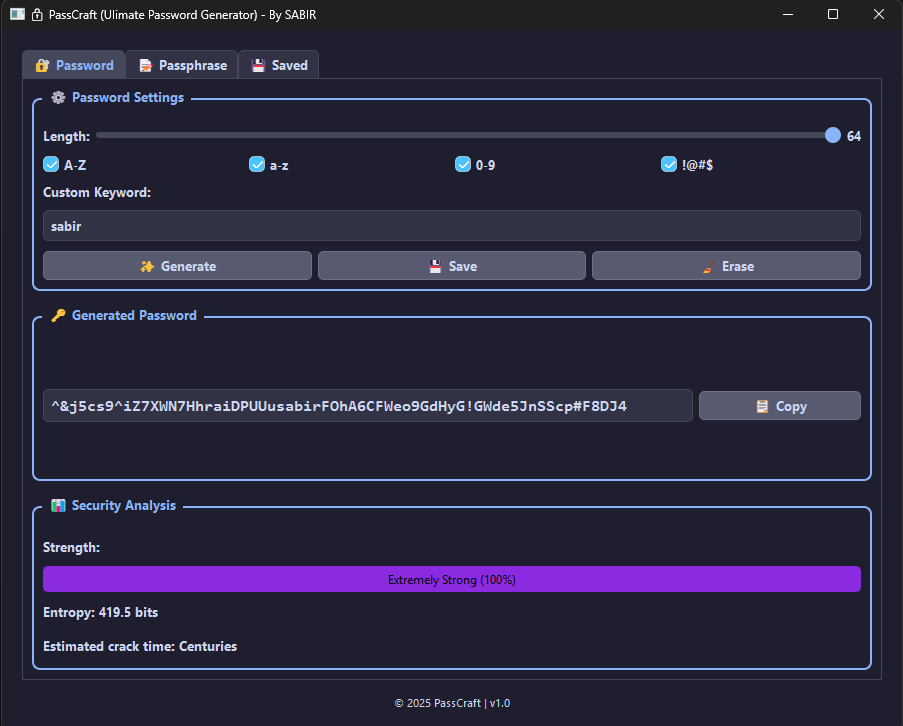 PassCraft (Ulimate Password Generator) - By SABIR
Password Passphrase Saved
Password Settings
Length: 64
A-Z a-z 0-9 !@#$
Custom Keyword:
sabir
Generate Save Erase
Generated Password
^&j5cs9^iZ7XWN7HhraiDPUUusabirFOhA6CFWeo9GdHyG!GWde5JnSScp#F8DJ4
Copy
Security Analysis
Strength:
Extremely Strong (100%)
Entropy: 419.5 bits
Estimated crack time: Centuries
© 2025 PassCraft | v1.0